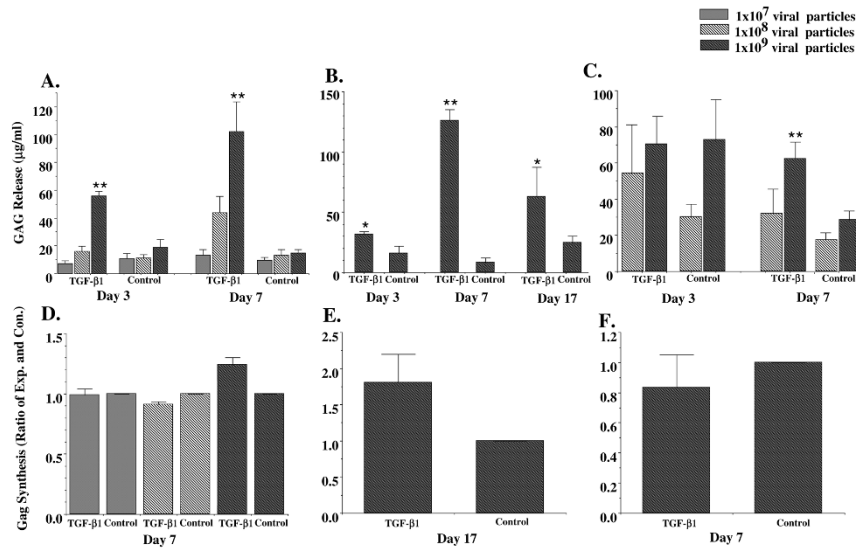 1x10⁷ viral particles
1x10⁸ viral particles
1x10⁹ viral particles
A.
B.
C.
GAG Release (µg/ml)
120
100
80
60
40
20
0
**
**
TGF-β1 Control TGF-β1 Control
Day 3 Day 7
150
100
50
0
*
**
*
TGF-β1 Control TGF-β1 Control TGF-β1 Control
Day 3 Day 7 Day 17
100
80
60
40
20
0
**
TGF-β1 Control TGF-β1 Control
Day 3 Day 7
D.
E.
F.
Gag Synthesis (Ratio of Exp. and Con.)
1.5
1.0
0.5
0.0
TGF-β1 Control TGF-β1 Control TGF-β1 Control
Day 7
2.5
2.0
1.5
1.0
0.5
0.0
TGF-β1 Control
Day 17
1.2
1.0
0.8
0.6
0.4
0.2
0.0
TGF-β1 Control
Day 7